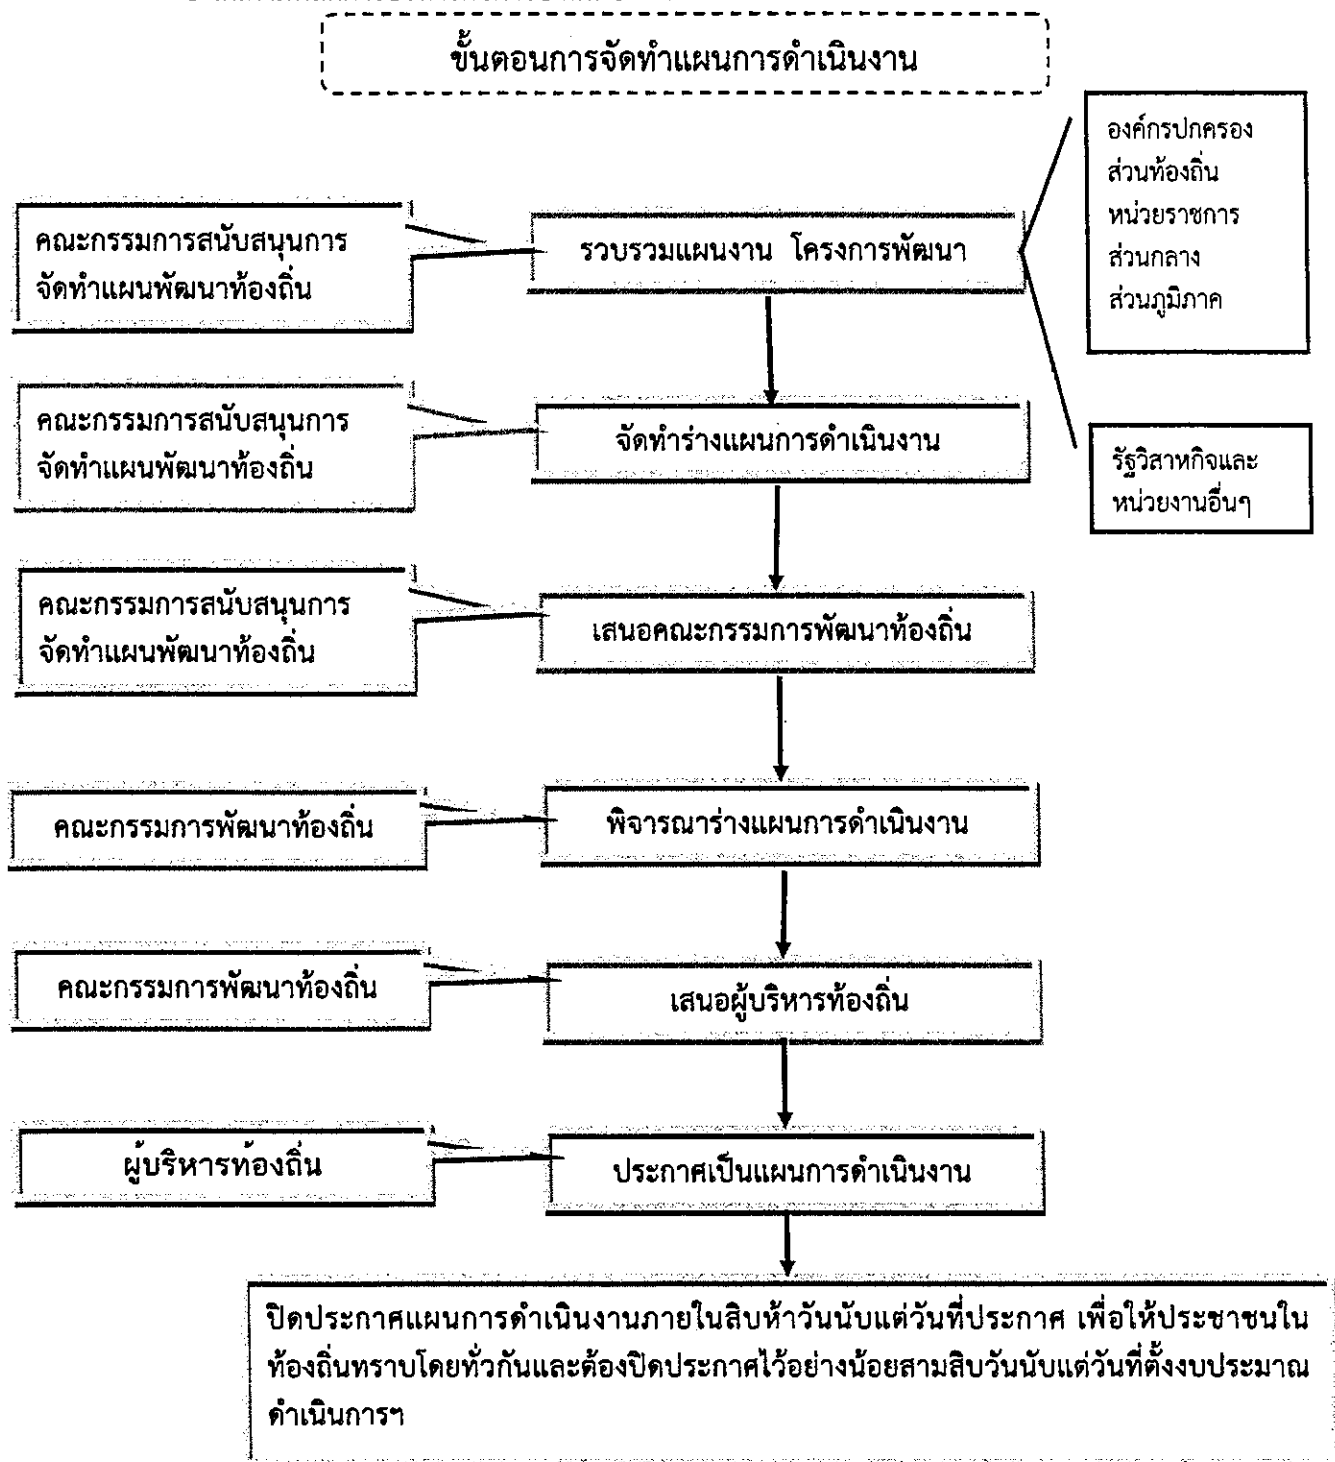 ขั้นตอนการจัดทำแผนการดำเนินงาน
องค์กรปกครอง
ส่วนท้องถิ่น
หน่วยราชการ
ส่วนกลาง
ส่วนภูมิภาค
คณะกรรมการสนับสนุนการ
จัดทำแผนพัฒนาท้องถิ่น
รวบรวมแผนงาน โครงการพัฒนา
คณะกรรมการสนับสนุนการ
จัดทำแผนพัฒนาท้องถิ่น
จัดทำร่างแผนการดำเนินงาน
รัฐวิสาหกิจและ
หน่วยงานอื่นๆ
คณะกรรมการสนับสนุนการ
จัดทำแผนพัฒนาท้องถิ่น
เสนอคณะกรรมการพัฒนาท้องถิ่น
คณะกรรมการพัฒนาท้องถิ่น
พิจารณาร่างแผนการดำเนินงาน
คณะกรรมการพัฒนาท้องถิ่น
เสนอผู้บริหารท้องถิ่น
ผู้บริหารท้องถิ่น
ประกาศเป็นแผนการดำเนินงาน
ปิดประกาศแผนการดำเนินงานภายในสิบห้าวันนับแต่วันที่ประกาศ เพื่อให้ประชาชนใน
ท้องถิ่นทราบโดยทั่วกันและต้องปิดประกาศไว้อย่างน้อยสามสิบวันนับแต่วันที่ตั้งงบประมาณ
ดำเนินการฯ